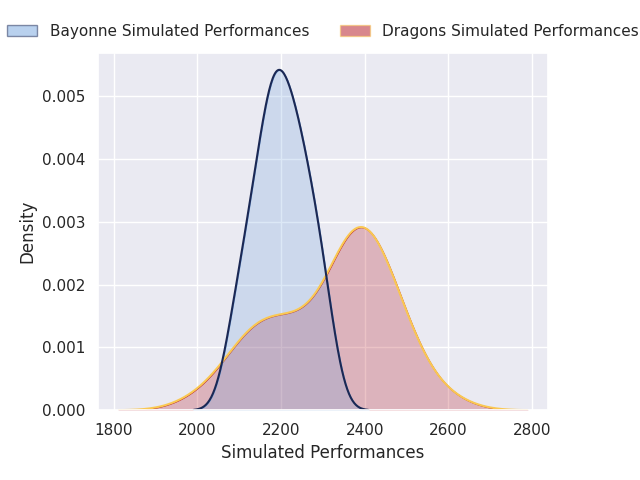 Bayonne Simulated Performances Dragons Simulated Performances
0.005
0.004
0.003
0.002
0.001
0.000
Density
1800 2000 2200 2400 2600 2800
Simulated Performances